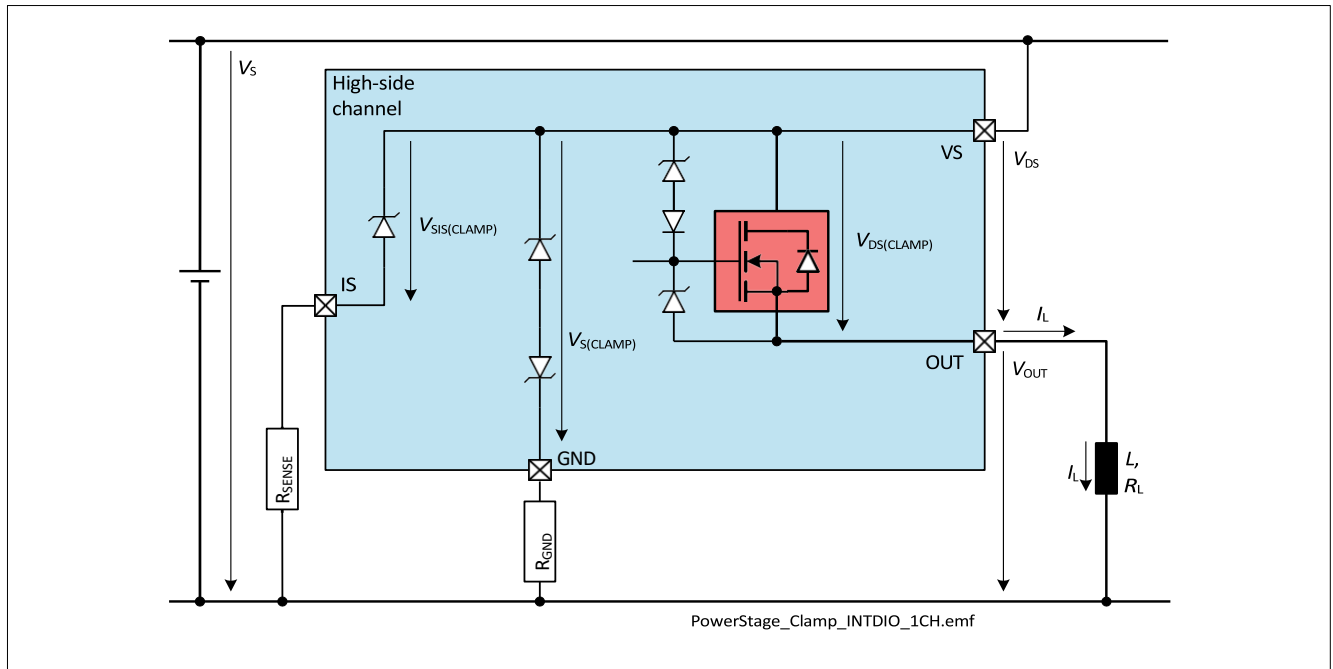 VS
High-side
channel
VS
VDS
VSIS(CLAMP)
VDS(CLAMP)
IS
VS(CLAMP)
IL
OUT
VOUT
GND
RSENSE
IL
L,
RL
RGND
PowerStage_Clamp_INTDIO_1CH.emf